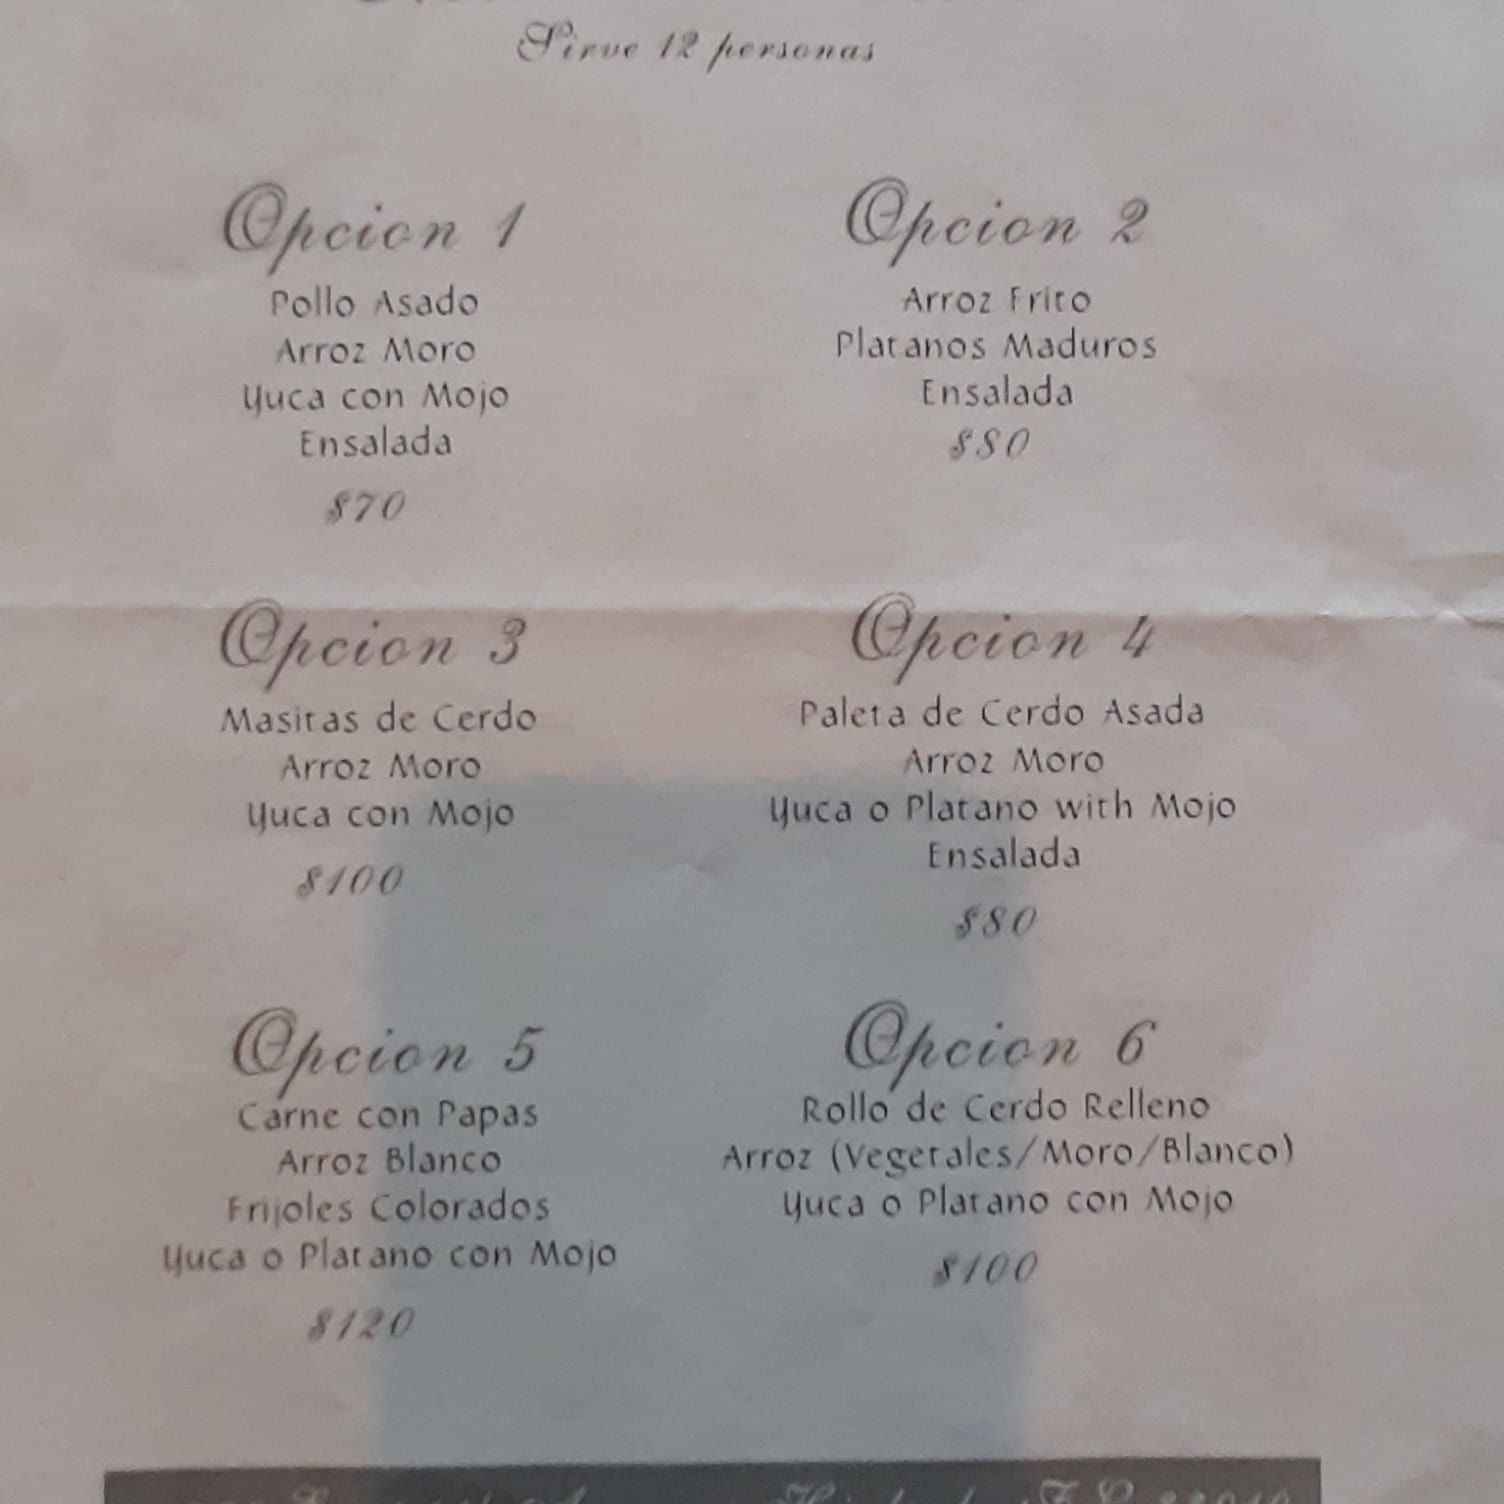 Sirve 12 personas
Opcion 1
Pollo Asado
Arroz Moro
Yuca con Mojo
Ensalada
$70
Opcion 2
Arroz Frito
Platanos Maduros
Ensalada
$80
Opcion 3
Masitas de Cerdo
Arroz Moro
Yuca con Mojo
$100
Opcion 4
Paleta de Cerdo Asada
Arroz Moro
Yuca o Platano with Mojo
Ensalada
$80
Opcion 5
Carne con Papas
Arroz Blanco
Frijoles Colorados
Yuca o Platano con Mojo
$120
Opcion 6
Rollo de Cerdo Relleno
Arroz (Vegetales/Moro/Blanco)
Yuca o Platano con Mojo
$100